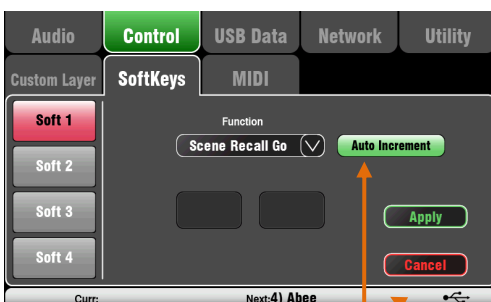 Audio Control USB Data Network Utility
Custom Layer SoftKeys MIDI
Soft 1
Function
Scene Recall Go Auto Increment
Soft 2
Soft 3 Apply
Soft 4 Cancel
Curr: Next:4) Abee